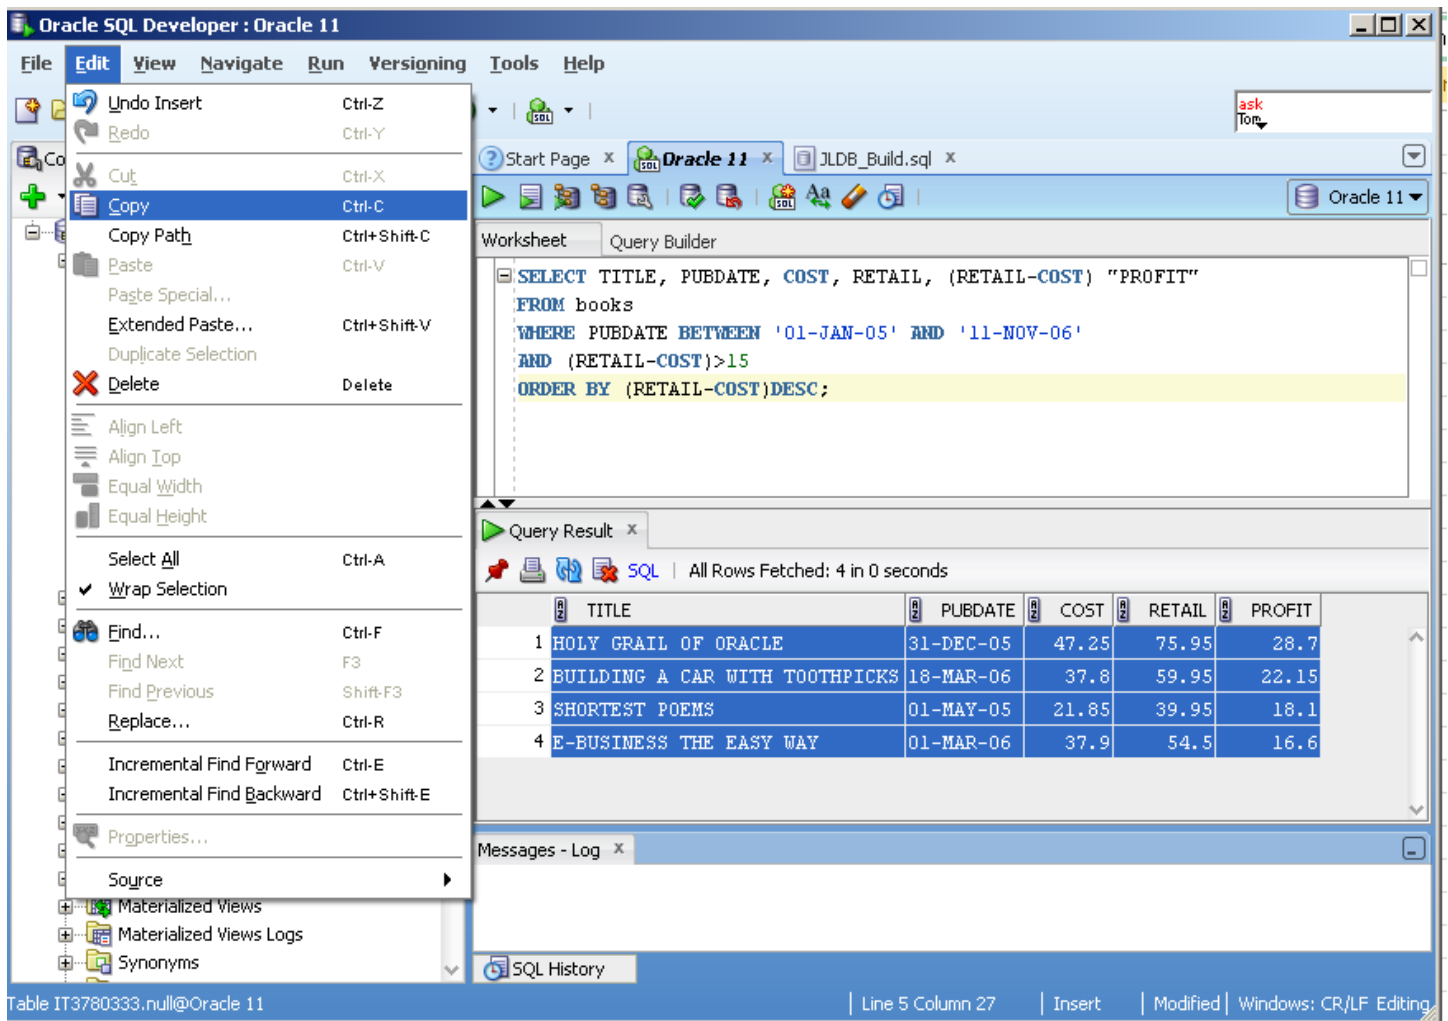 Oracle SQL Developer : Oracle 11
File Edit View Navigate Run Versioning Tools Help
Undo Insert Ctrl-Z
Redo Ctrl-Y
Cut Ctrl-X
Copy Ctrl-C
Copy Path Ctrl+Shift-C
Paste Ctrl-V
Paste Special...
Extended Paste... Ctrl+Shift-V
Duplicate Selection
Delete Delete
Align Left
Align Top
Equal Width
Equal Height
Select All Ctrl-A
Wrap Selection
Find... Ctrl-F
Find Next F3
Find Previous Shift-F3
Replace... Ctrl-R
Incremental Find Forward Ctrl-E
Incremental Find Backward Ctrl+Shift-E
Properties...
Source
Co
Materialized Views
Materialized Views Logs
Synonyms
ask
Tom
Start Page Oracle 11 JLDB_Build.sql
Oracle 11
Worksheet Query Builder
SELECT TITLE, PUBDATE, COST, RETAIL, (RETAIL-COST) "PROFIT"
FROM books
WHERE PUBDATE BETWEEN '01-JAN-05' AND '11-NOV-06'
AND (RETAIL-COST)>15
ORDER BY (RETAIL-COST)DESC;
Query Result
SQL | All Rows Fetched: 4 in 0 seconds
TITLE PUBDATE COST RETAIL PROFIT
1 HOLY GRAIL OF ORACLE 31-DEC-05 47.25 75.95 28.7
2 BUILDING A CAR WITH TOOTHPICKS 18-MAR-06 37.8 59.95 22.15
3 SHORTEST POEMS 01-MAY-05 21.85 39.95 18.1
4 E-BUSINESS THE EASY WAY 01-MAR-06 37.9 54.5 16.6
Messages - Log
SQL History
Table IT3780333.null@Oracle 11 Line 5 Column 27 Insert Modified Windows: CR/LF Editing